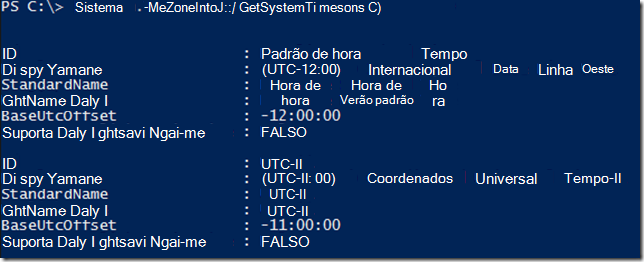 PS C:\> Sistema .-MeZoneIntoJ::/ GetSystemTi mesons C)
ID : Padrão de hora Tempo
Di spy Yamane : (UTC-12:00) Internacional Data Linha Oeste
StandardName : Hora de Hora de Ho
GhtName Daly I : hora Verão padrão ra
BaseUtcOffset : -12:00:00
Suporta Daly I ghtsavi Ngai-me : FALSO
ID : UTC-II
Di spy Yamane : (UTC-II: 00) Coordenados Universal Tempo-II
StandardName : UTC-II
GhtName Daly I : UTC-II
BaseUtcOffset : -11:00:00
Suporta Daly I ghtsavi Ngai-me : FALSO